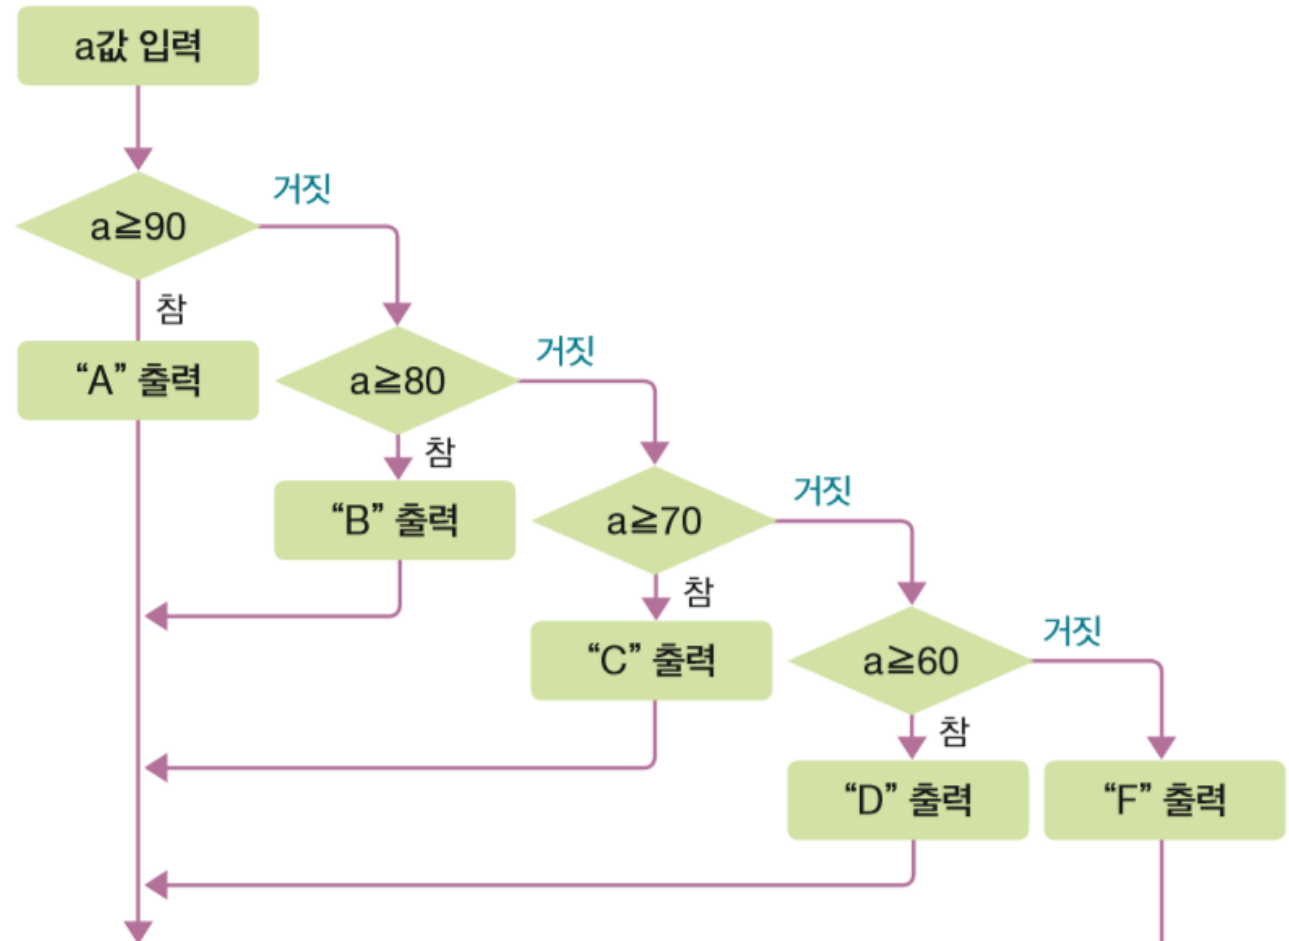 a값 입력
거짓
a≧90
참
"A" 출력
거짓
a≧80
참
"B" 출력
거짓
a≧70
참
"C" 출력
거짓
a≧60
참
"D" 출력
"F" 출력